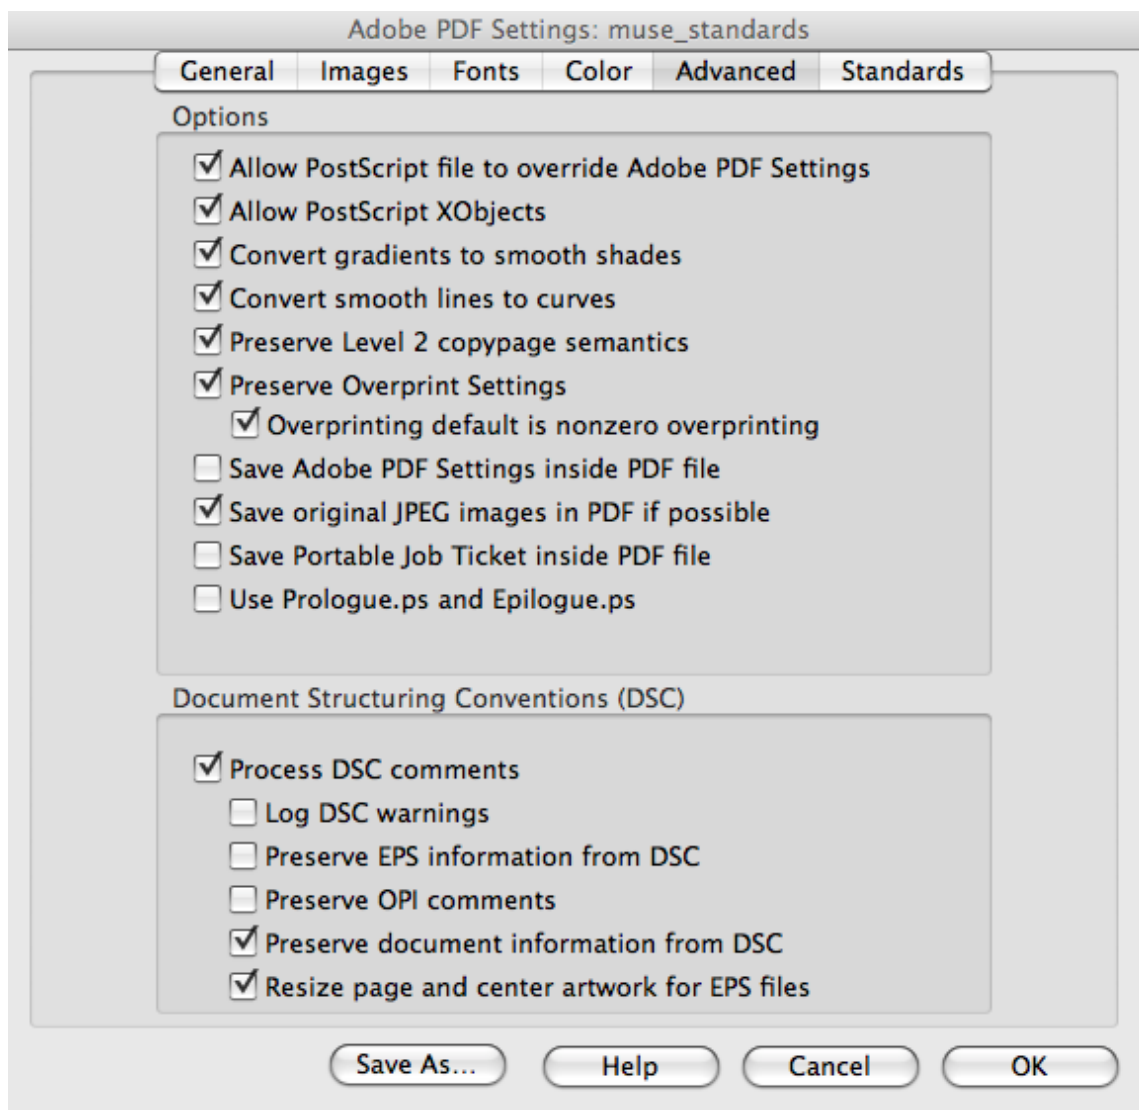 Adobe PDF Settings: muse_standards
General Images Fonts Color Advanced Standards
Options
Allow PostScript file to override Adobe PDF Settings
Allow PostScript XObjects
Convert gradients to smooth shades
Convert smooth lines to curves
Preserve Level 2 copypage semantics
Preserve Overprint Settings
Overprinting default is nonzero overprinting
Save Adobe PDF Settings inside PDF file
Save original JPEG images in PDF if possible
Save Portable Job Ticket inside PDF file
Use Prologue.ps and Epilogue.ps
Document Structuring Conventions (DSC)
Process DSC comments
Log DSC warnings
Preserve EPS information from DSC
Preserve OPI comments
Preserve document information from DSC
Resize page and center artwork for EPS files
Save As... Help Cancel OK